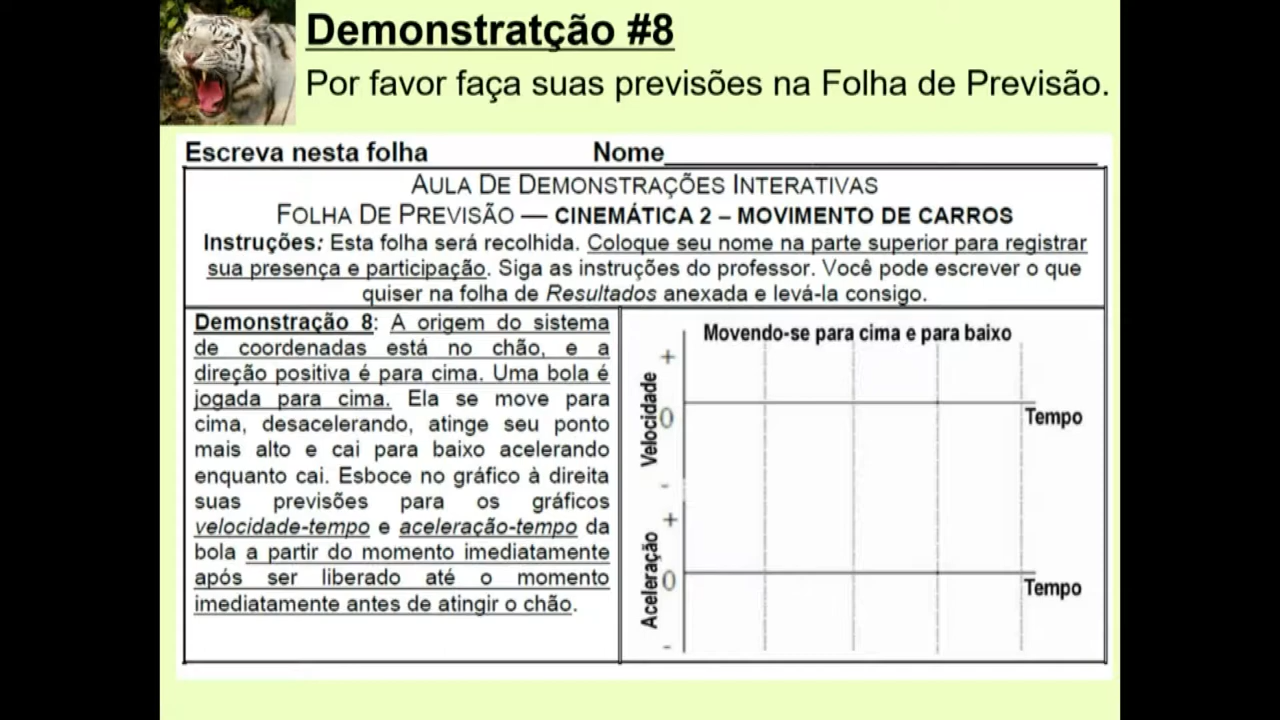 Demonstratção #8
Por favor faça suas previsões na Folha de Previsão.
Escreva nesta folha Nome
AULA DE DEMONSTRAÇÕES INTERATIVAS
FOLHA DE PREVISÃO — CINEMÁTICA 2 – MOVIMENTO DE CARROS
Instruções: Esta folha será recolhida. Coloque seu nome na parte superior para registrar
sua presença e participação. Siga as instruções do professor. Você pode escrever o que
quiser na folha de Resultados anexada e levá-la consigo.
Demonstração 8: A origem do sistema
de coordenadas está no chão, e a
direção positiva é para cima. Uma bola é
jogada para cima. Ela se move para
cima, desacelerando, atinge seu ponto
mais alto e cai para baixo acelerando
enquanto cai. Esboce no gráfico à direita
suas previsões para os gráficos
velocidade-tempo e aceleração-tempo da
bola a partir do momento imediatamente
após ser liberado até o momento
imediatamente antes de atingir o chão.
Movendo-se para cima e para baixo
+
Velocidade
0
Tempo
-
+
Aceleração
0
Tempo
-